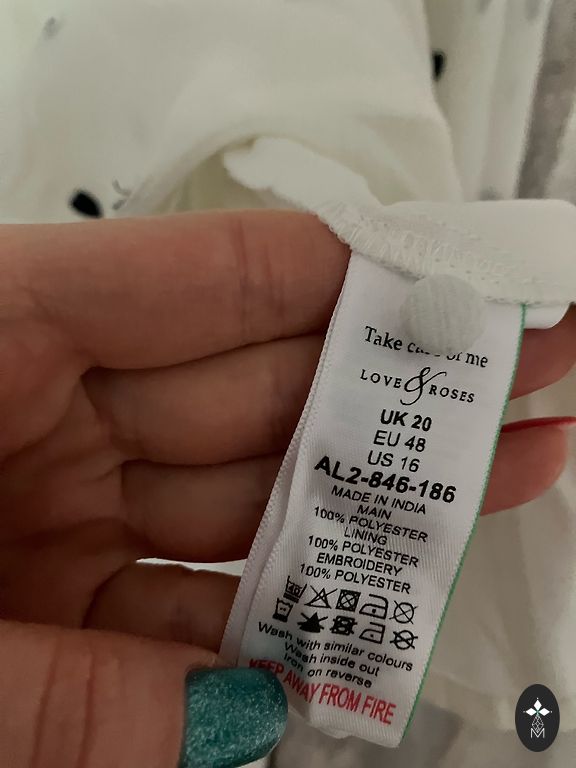 Take care of me
LOVE & ROSES
UK 20
EU 48
US 16
AL2-846-186
MADE IN INDIA
MAIN
100% POLYESTER
LINING
100% POLYESTER
EMBROIDERY
100% POLYESTER
40
Wash with similar colours
Wash inside out
Iron on reverse
KEEP AWAY FROM FIRE
M